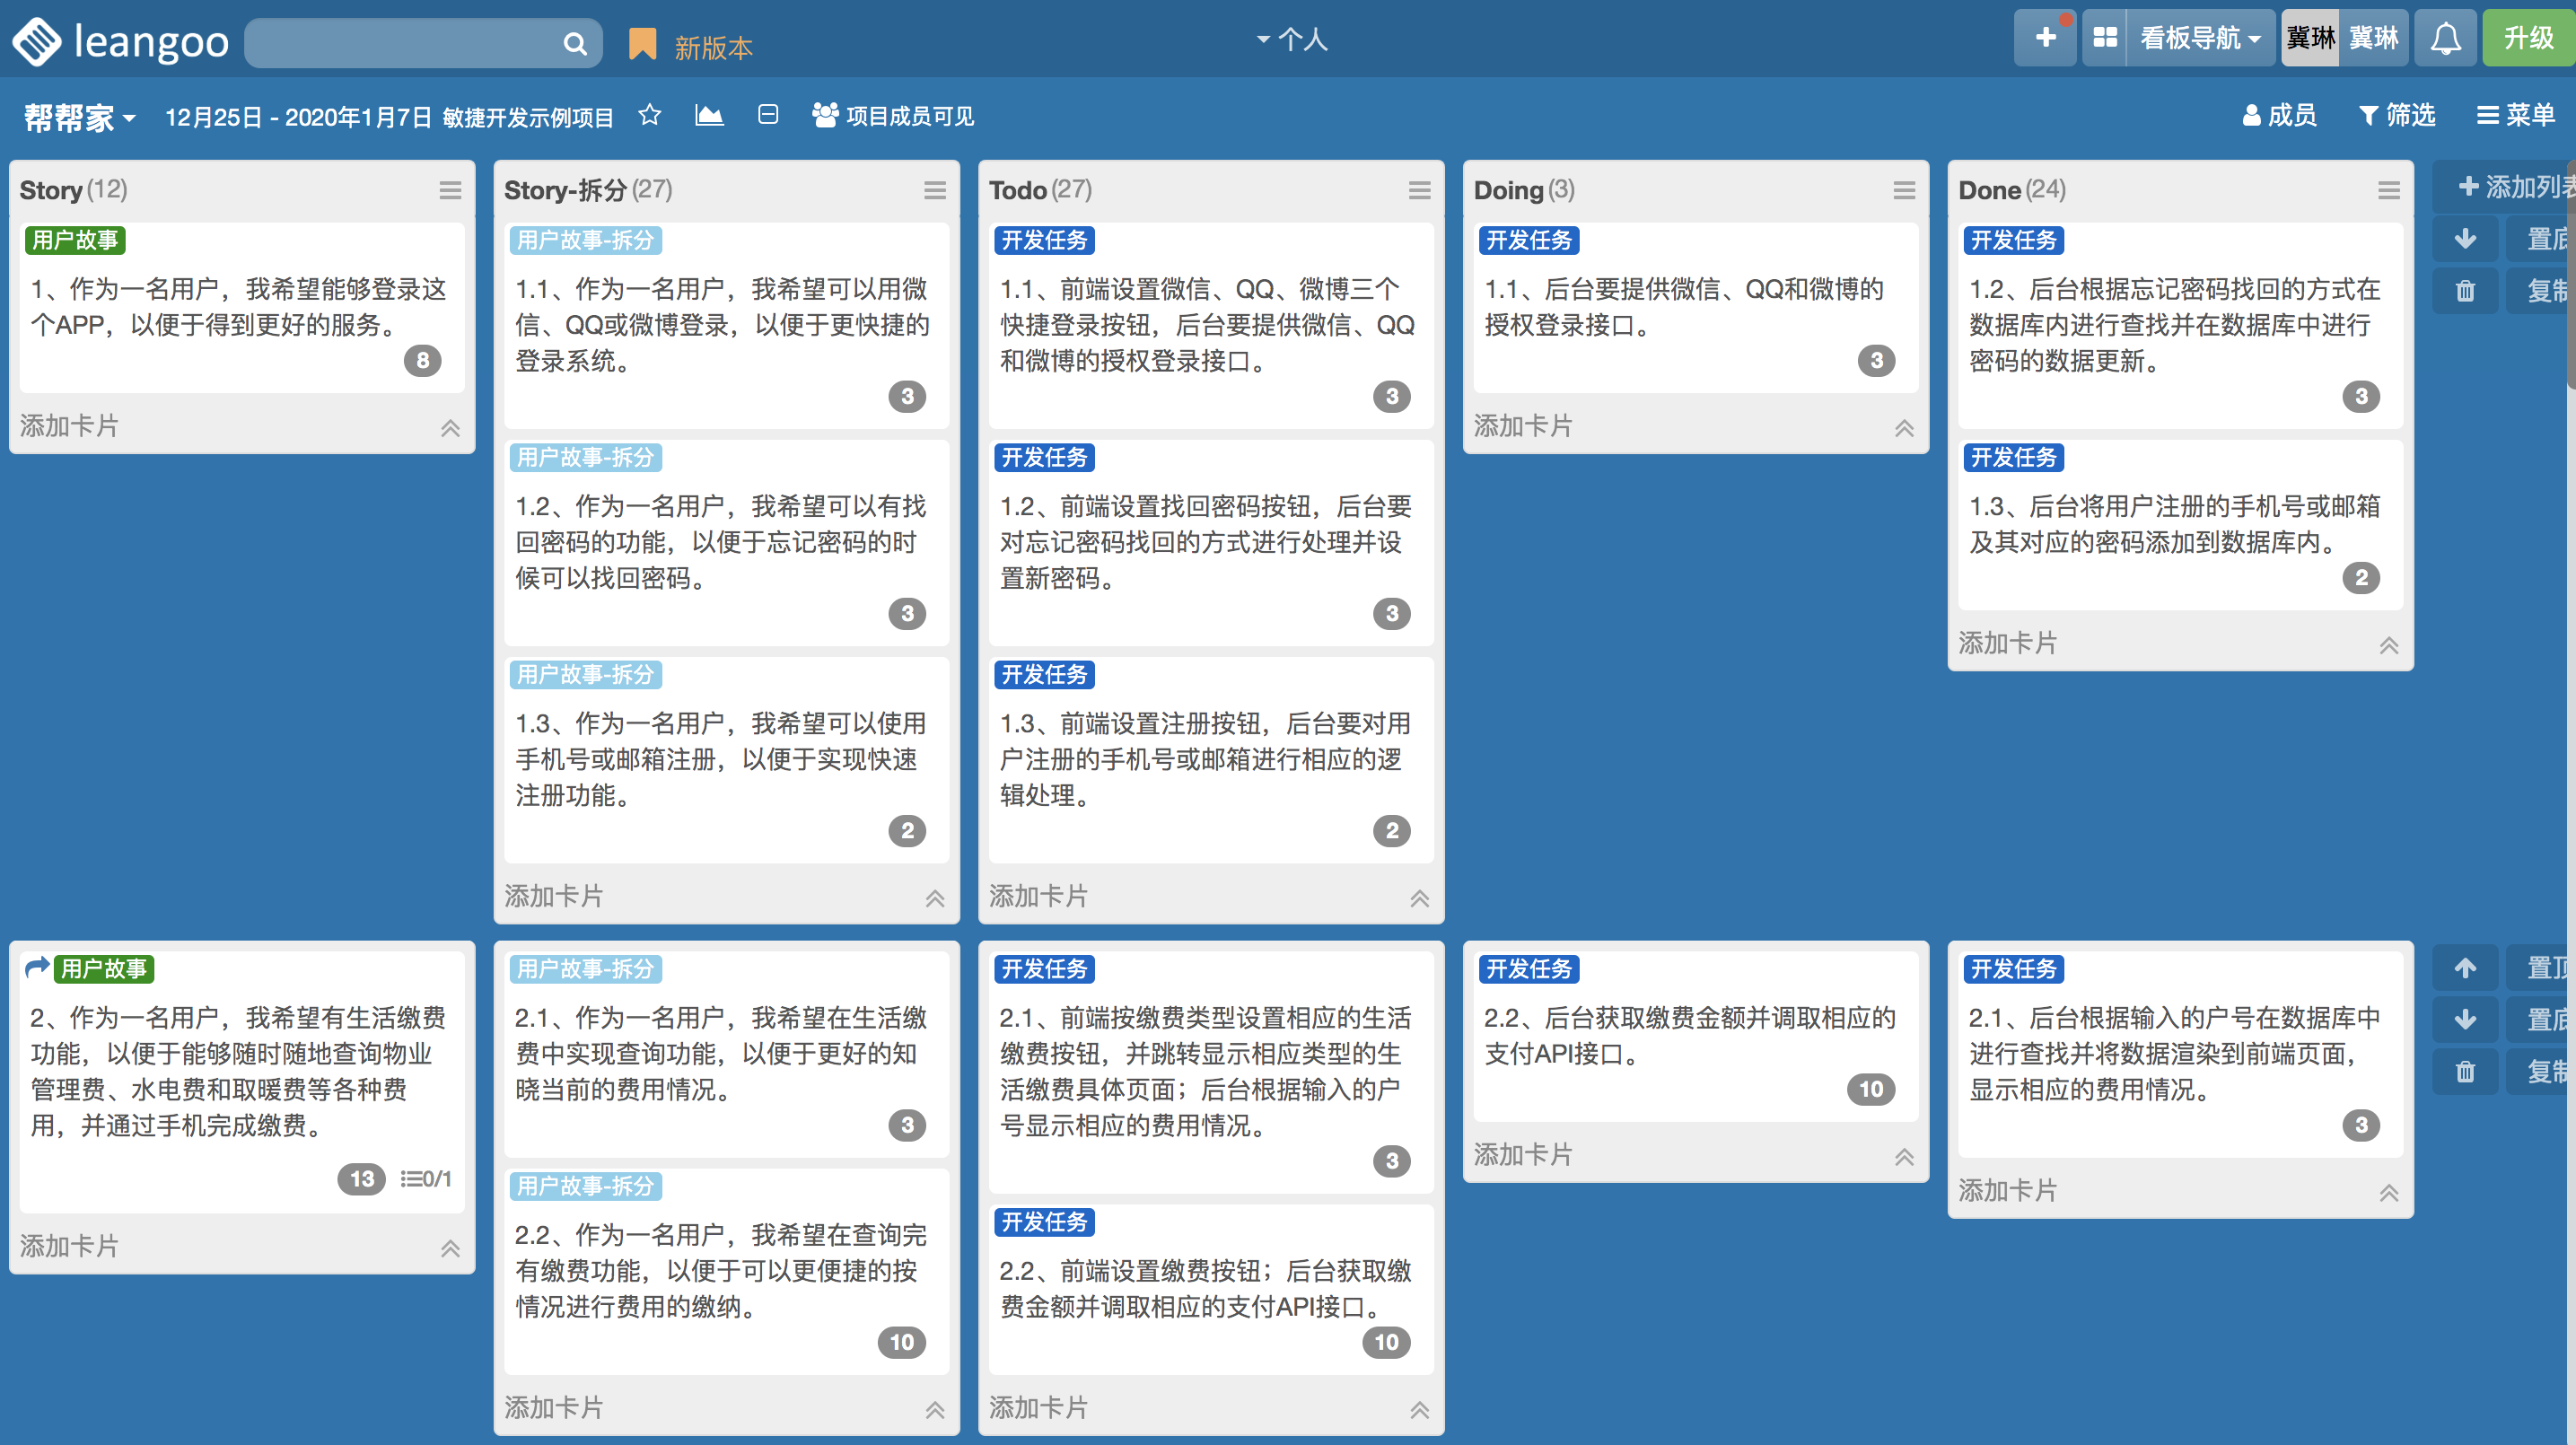 leangoo
新版本
个人
看板导航
冀琳
冀琳
升级
帮帮家
12月25日 - 2020年1月7日 敏捷开发示例项目
项目成员可见
成员
筛选
菜单
Story (12)
用户故事
1、作为一名用户，我希望能够登录这
个APP，以便于得到更好的服务。
8
添加卡片
Story-拆分 (27)
用户故事-拆分
1.1、作为一名用户，我希望可以用微
信、QQ或微博登录，以便于更快捷的
登录系统。
3
用户故事-拆分
1.2、作为一名用户，我希望可以有找
回密码的功能，以便于忘记密码的时
候可以找回密码。
3
用户故事-拆分
1.3、作为一名用户，我希望可以使用
手机号或邮箱注册，以便于实现快速
注册功能。
2
添加卡片
Todo (27)
开发任务
1.1、前端设置微信、QQ、微博三个
快捷登录按钮，后台要提供微信、QQ
和微博的授权登录接口。
3
开发任务
1.2、前端设置找回密码按钮，后台要
对忘记密码找回的方式进行处理并设
置新密码。
3
开发任务
1.3、前端设置注册按钮，后台要对用
户注册的手机号或邮箱进行相应的逻
辑处理。
2
添加卡片
Doing (3)
开发任务
1.1、后台要提供微信、QQ和微博的
授权登录接口。
3
添加卡片
Done (24)
开发任务
1.2、后台根据忘记密码找回的方式在
数据库内进行查找并在数据库中进行
密码的数据更新。
3
开发任务
1.3、后台将用户注册的手机号或邮箱
及其对应的密码添加到数据库内。
2
添加卡片
添加列表
置底
复制
用户故事
2、作为一名用户，我希望有生活缴费
功能，以便于能够随时随地查询物业
管理费、水电费和取暖费等各种费
用，并通过手机完成缴费。
13
0/1
添加卡片
用户故事-拆分
2.1、作为一名用户，我希望在生活缴
费中实现查询功能，以便于更好的知
晓当前的费用情况。
3
用户故事-拆分
2.2、作为一名用户，我希望在查询完
有缴费功能，以便于可以更便捷的按
情况进行费用的缴纳。
10
添加卡片
开发任务
2.1、前端按缴费类型设置相应的生活
缴费按钮，并跳转显示相应类型的生
活缴费具体页面；后台根据输入的户
号显示相应的费用情况。
3
开发任务
2.2、前端设置缴费按钮；后台获取缴
费金额并调取相应的支付API接口。
10
添加卡片
开发任务
2.2、后台获取缴费金额并调取相应的
支付API接口。
10
添加卡片
开发任务
2.1、后台根据输入的户号在数据库中
进行查找并将数据渲染到前端页面，
显示相应的费用情况。
3
添加卡片
置顶
置底
复制